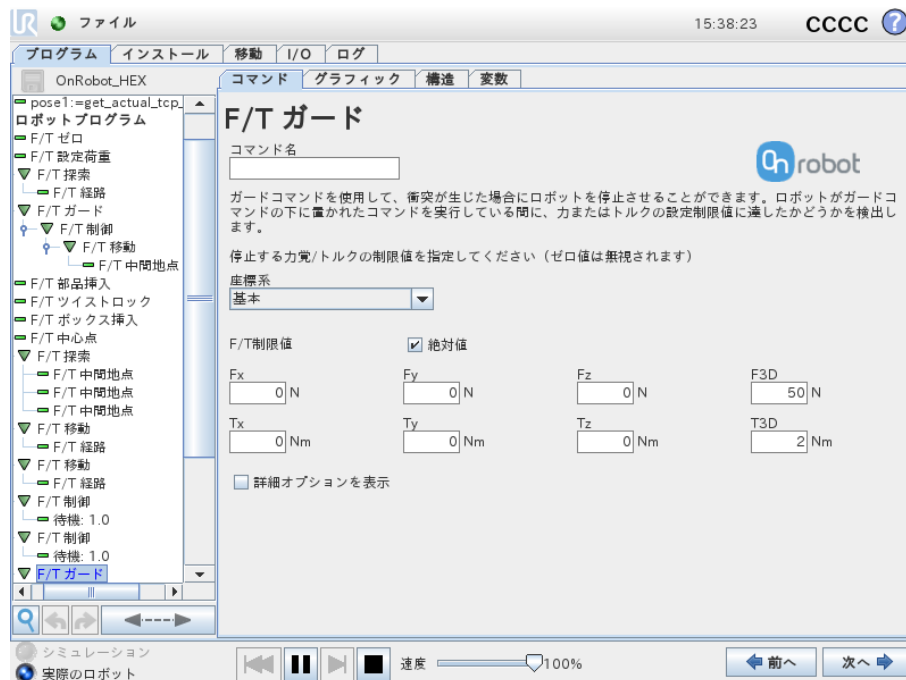 ファイル
15:38:23
CCCC
?
プログラム インストール 移動 I/O ログ
OnRobot_HEX
コマンド グラフィック 構造 変数
pose1:=get_actual_tcp_
ロボットプログラム
F/T ゼロ
F/T 設定荷重
F/T 探索
F/T 経路
F/T ガード
F/T 制御
F/T 移動
F/T 中間地点
F/T 部品挿入
F/T ツイストロック
F/T ボックス挿入
F/T 中心点
F/T 探索
F/T 中間地点
F/T 中間地点
F/T 中間地点
F/T 移動
F/T 経路
F/T 移動
F/T 経路
F/T 制御
待機: 1.0
F/T 制御
待機: 1.0
F/T ガード
F/T ガード
コマンド名
OnRobot
ガードコマンドを使用して、衝突が生じた場合にロボットを停止させることができます。ロボットがガードコ
マンドの下に置かれたコマンドを実行している間に、力またはトルクの設定制限値に達したかどうかを検出し
ます。
停止する力覚/トルクの制限値を指定してください（ゼロ値は無視されます）
座標系
基本
F/T制限値 絶対値
Fx Fy Fz F3D
0 N 0 N 0 N 50 N
Tx Ty Tz T3D
0 Nm 0 Nm 0 Nm 2 Nm
詳細オプションを表示
シミュレーション
実際のロボット
速度 100%
前へ 次へ